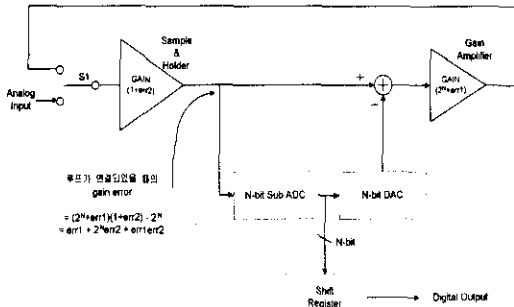 Sample
&
Holder
Gain
Amplifier
S1
GAIN
(1+err2)
GAIN
(2^N+err1)
Analog
Input
+
−
루프가 연결되었을 때의
gain error
= (2^N+err1)(1+err2) - 2^N
= err1 + 2^N err2 + err1err2
N-bit Sub ADC
N-bit DAC
N-bit
Shift
Register
Digital Output